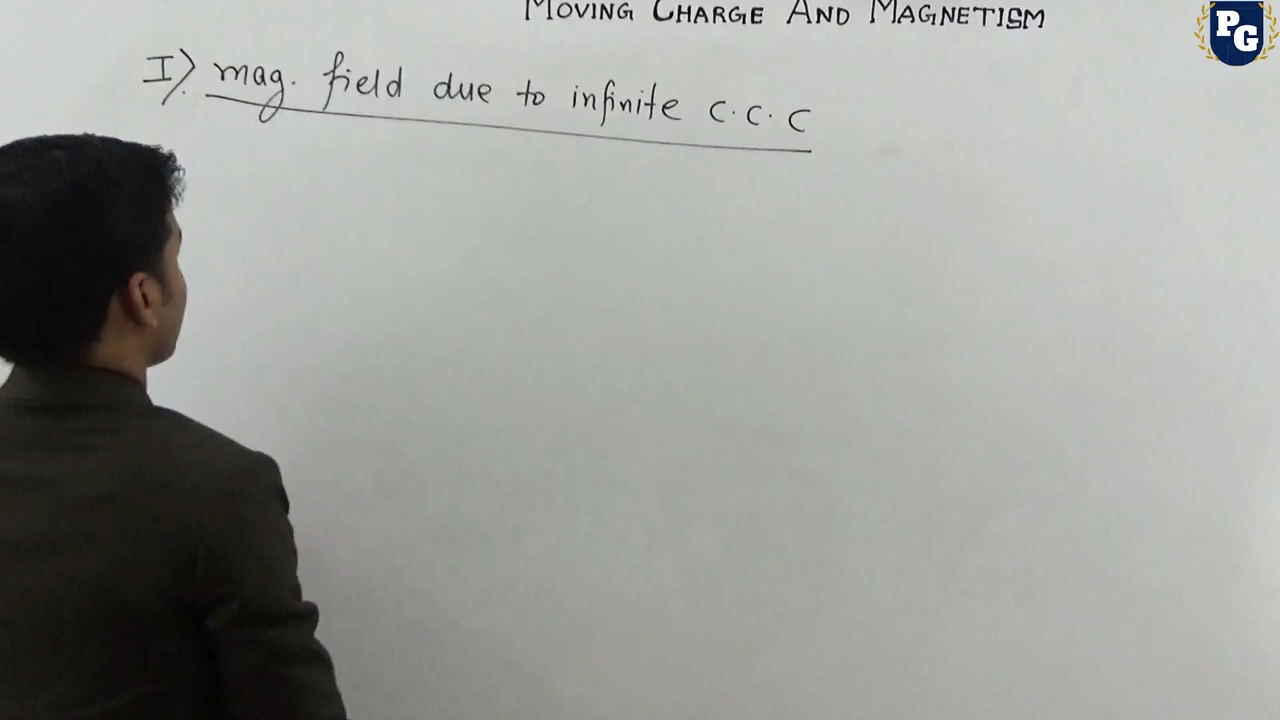 MOVING CHARGE AND MAGNETISM
PG
I). mag. field due to infinite C.C.C